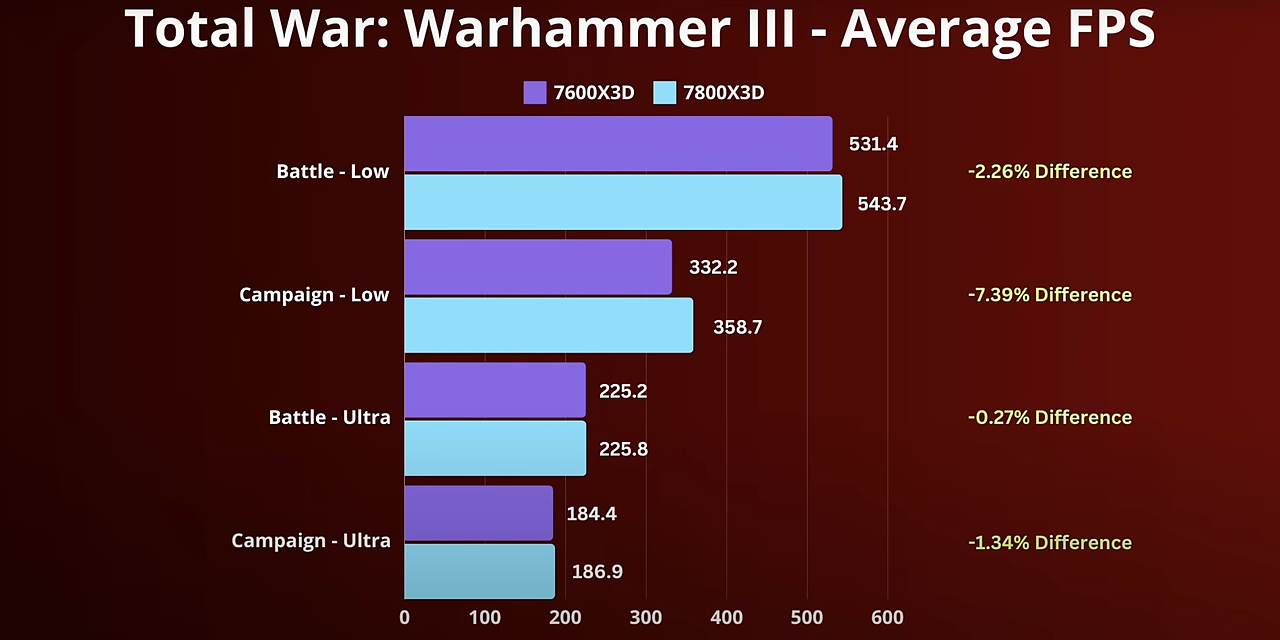 Total War: Warhammer III - Average FPS
7600X3D 7800X3D
Battle - Low 531.4 543.7 -2.26% Difference
Campaign - Low 332.2 358.7 -7.39% Difference
Battle - Ultra 225.2 225.8 -0.27% Difference
Campaign - Ultra 184.4 186.9 -1.34% Difference
0 100 200 300 400 500 600